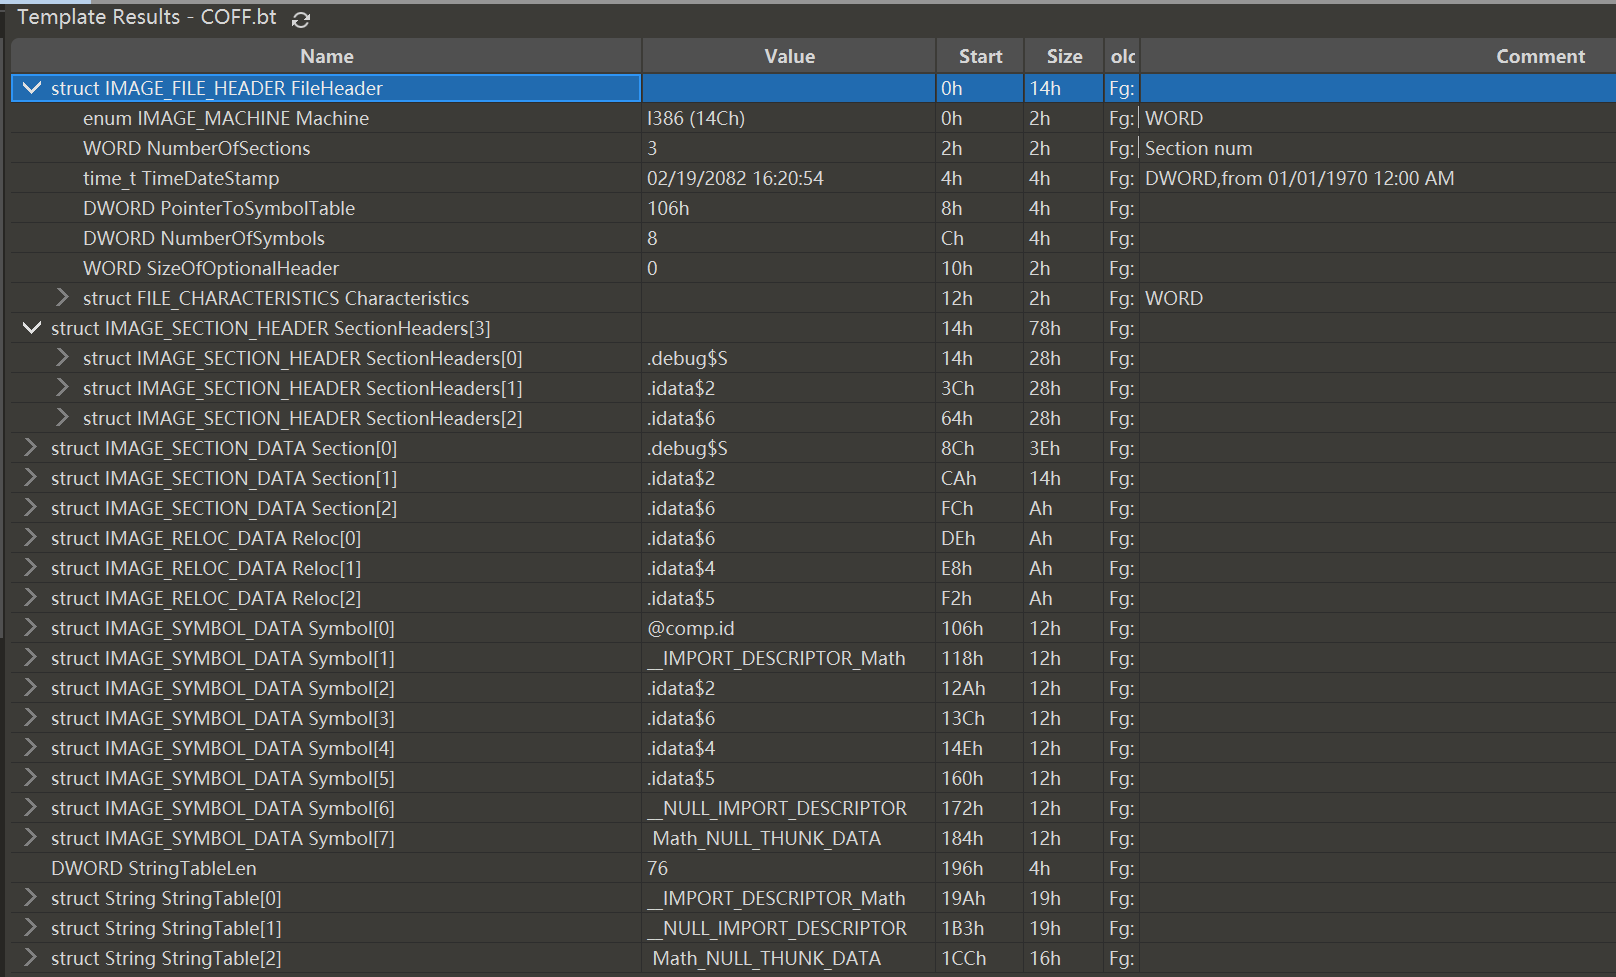 Template Results - COFF.bt
Name Value Start Size olc Comment
struct IMAGE_FILE_HEADER FileHeader 0h 14h Fg:
enum IMAGE_MACHINE Machine I386 (14Ch) 0h 2h Fg: WORD
WORD NumberOfSections 3 2h 2h Fg: Section num
time_t TimeDateStamp 02/19/2082 16:20:54 4h 4h Fg: DWORD,from 01/01/1970 12:00 AM
DWORD PointerToSymbolTable 106h 8h 4h Fg:
DWORD NumberOfSymbols 8 Ch 4h Fg:
WORD SizeOfOptionalHeader 0 10h 2h Fg:
struct FILE_CHARACTERISTICS Characteristics 12h 2h Fg: WORD
struct IMAGE_SECTION_HEADER SectionHeaders[3] 14h 78h Fg:
struct IMAGE_SECTION_HEADER SectionHeaders[0] .debug$S 14h 28h Fg:
struct IMAGE_SECTION_HEADER SectionHeaders[1] .idata$2 3Ch 28h Fg:
struct IMAGE_SECTION_HEADER SectionHeaders[2] .idata$6 64h 28h Fg:
struct IMAGE_SECTION_DATA Section[0] .debug$S 8Ch 3Eh Fg:
struct IMAGE_SECTION_DATA Section[1] .idata$2 CAh 14h Fg:
struct IMAGE_SECTION_DATA Section[2] .idata$6 FCh Ah Fg:
struct IMAGE_RELOC_DATA Reloc[0] .idata$6 DEh Ah Fg:
struct IMAGE_RELOC_DATA Reloc[1] .idata$4 E8h Ah Fg:
struct IMAGE_RELOC_DATA Reloc[2] .idata$5 F2h Ah Fg:
struct IMAGE_SYMBOL_DATA Symbol[0] @comp.id 106h 12h Fg:
struct IMAGE_SYMBOL_DATA Symbol[1] __IMPORT_DESCRIPTOR_Math 118h 12h Fg:
struct IMAGE_SYMBOL_DATA Symbol[2] .idata$2 12Ah 12h Fg:
struct IMAGE_SYMBOL_DATA Symbol[3] .idata$6 13Ch 12h Fg:
struct IMAGE_SYMBOL_DATA Symbol[4] .idata$4 14Eh 12h Fg:
struct IMAGE_SYMBOL_DATA Symbol[5] .idata$5 160h 12h Fg:
struct IMAGE_SYMBOL_DATA Symbol[6] __NULL_IMPORT_DESCRIPTOR 172h 12h Fg:
struct IMAGE_SYMBOL_DATA Symbol[7] Math_NULL_THUNK_DATA 184h 12h Fg:
DWORD StringTableLen 76 196h 4h Fg:
struct String StringTable[0] __IMPORT_DESCRIPTOR_Math 19Ah 19h Fg:
struct String StringTable[1] __NULL_IMPORT_DESCRIPTOR 1B3h 19h Fg:
struct String StringTable[2] Math_NULL_THUNK_DATA 1CCh 16h Fg: